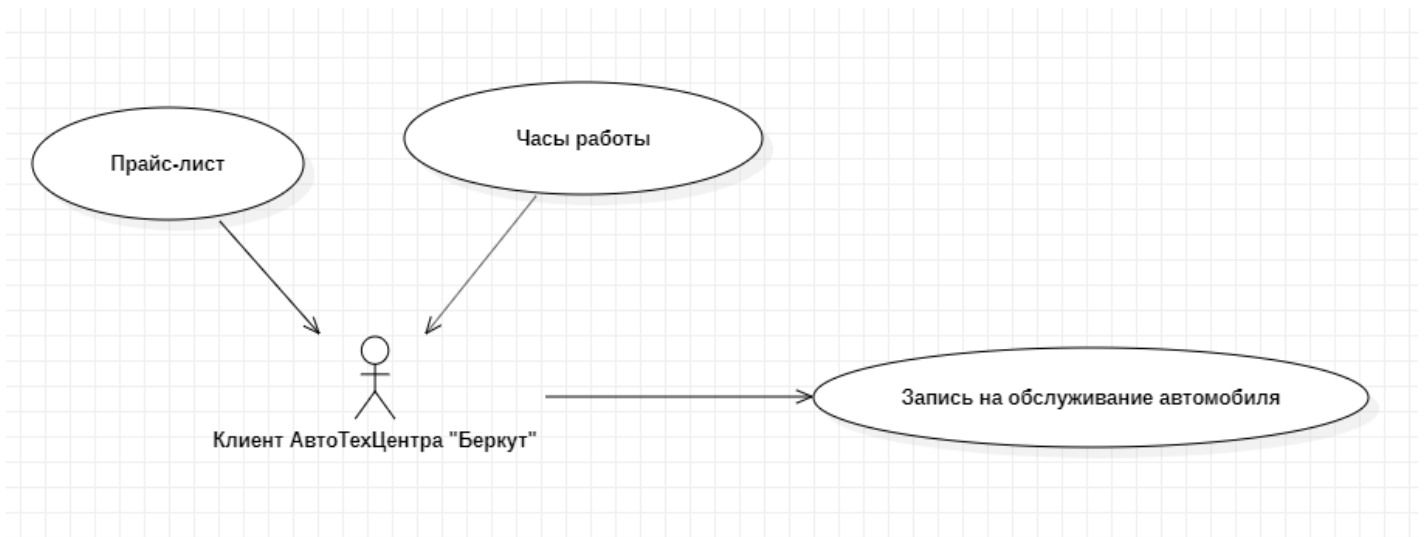 Прайс-лист
Часы работы
Запись на обслуживание автомобиля
Клиент АвтоТехЦентра "Беркут"